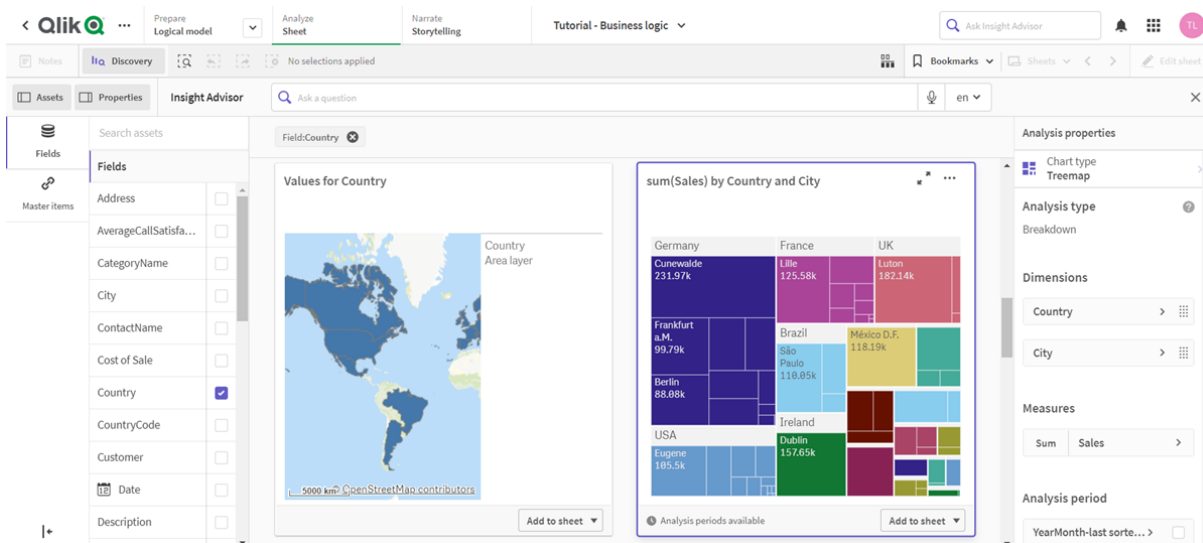 Qlik
Prepare
Logical model
Analyze
Sheet
Narrate
Storytelling
Tutorial - Business logic
Ask Insight Advisor
TL
Notes
Discovery
No selections applied
Bookmarks
Sheets
Edit sheet
Assets
Properties
Insight Advisor
Ask a question
en
Fields
Master items
Search assets
Fields
Address
AverageCallSatisfa...
CategoryName
City
ContactName
Cost of Sale
Country
CountryCode
Customer
Date
Description
Field:Country
Values for Country
Country
Area layer
5000 km
© OpenStreetMap contributors
Add to sheet
sum(Sales) by Country and City
Germany
Cunewalde
231.97k
Frankfurt
a.M.
99.79k
Berlin
88.08k
USA
Eugene
105.5k
France
Lille
125.58k
UK
Luton
182.14k
Brazil
São
Paulo
110.05k
México D.F.
118.19k
Ireland
Dublin
157.65k
Analysis periods available
Add to sheet
Analysis properties
Chart type
Treemap
Analysis type
Breakdown
Dimensions
Country
City
Measures
Sum
Sales
Analysis period
YearMonth-last sorte...